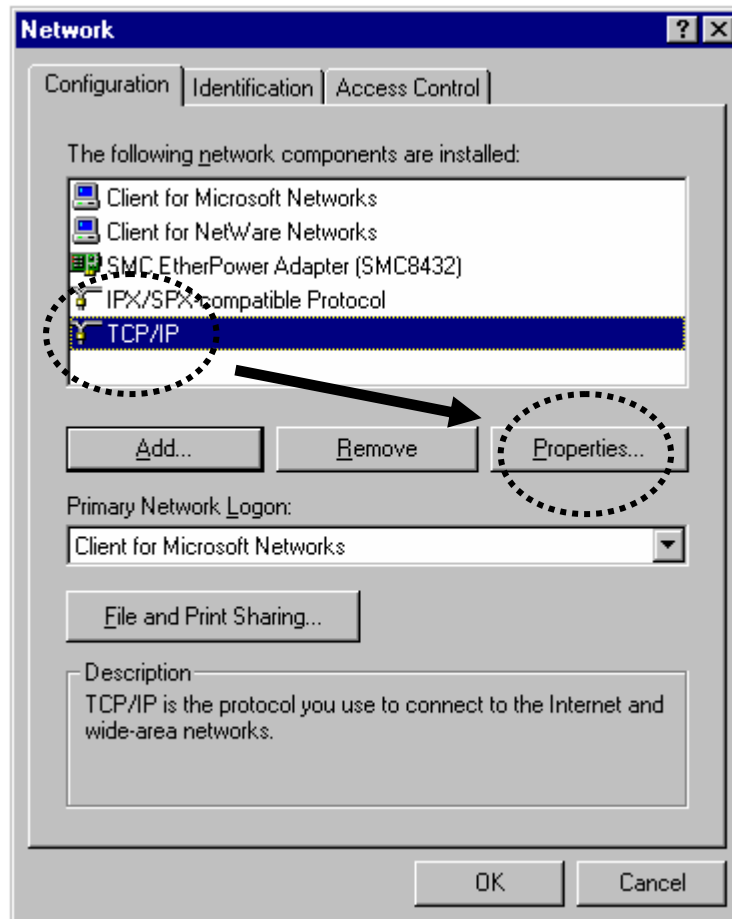 Network
Configuration Identification Access Control
The following network components are installed:
Client for Microsoft Networks
Client for NetWare Networks
SMC EtherPower Adapter (SMC8432)
IPX/SPX-compatible Protocol
TCP/IP
Add... Remove Properties...
Primary Network Logon:
Client for Microsoft Networks
File and Print Sharing...
Description
TCP/IP is the protocol you use to connect to the Internet and
wide-area networks.
OK Cancel